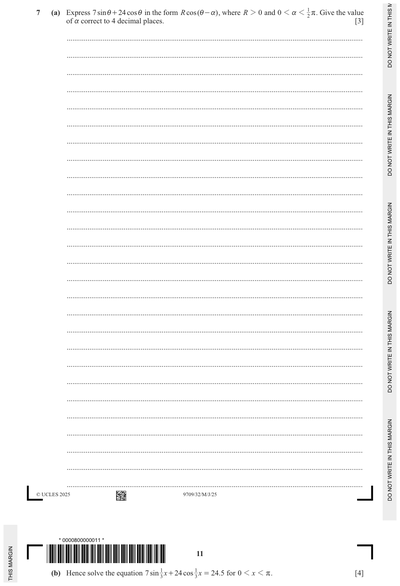 7 (a) Express 7 sin θ + 24 cos θ in the form R cos(θ − α), where R > 0 and 0 < α < ½π. Give the value
of α correct to 4 decimal places. [3]
© UCLES 2025 9709/32/M/J/25
* 0000800000011 *
11
(b) Hence solve the equation 7 sin ⅓x + 24 cos ⅓x = 24.5 for 0 < x < π. [4]
DO NOT WRITE IN THIS M
DO NOT WRITE IN THIS MARGIN
DO NOT WRITE IN THIS MARGIN
DO NOT WRITE IN THIS MARGIN
DO NOT WRITE IN THIS MARGIN
THIS MARGIN